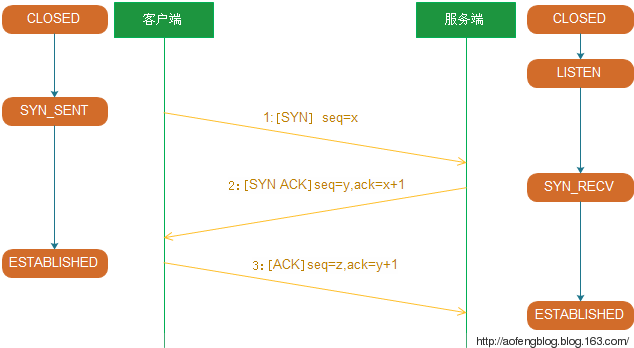 CLOSED
客户端
服务端
CLOSED
LISTEN
SYN_SENT
1:[SYN] seq=x
2:[SYN ACK]seq=y,ack=x+1
SYN_RECV
ESTABLISHED
3:[ACK]seq=z,ack=y+1
ESTABLISHED
http://aofengblog.blog.163.com/